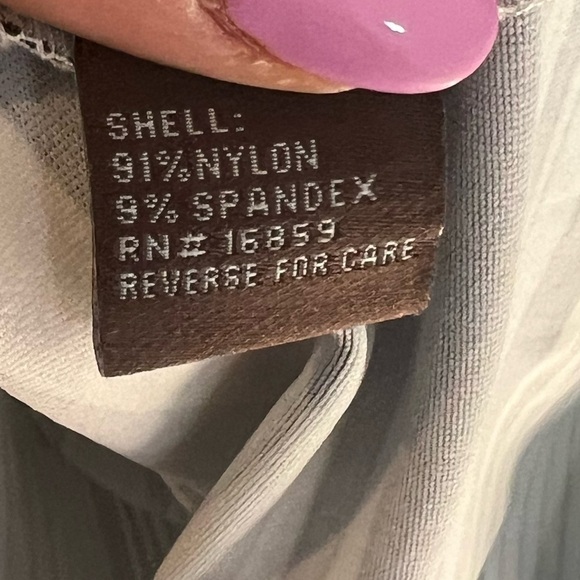 SHELL:
91%NYLON
9% SPANDEX
RN# 16859
REVERSE FOR CARE